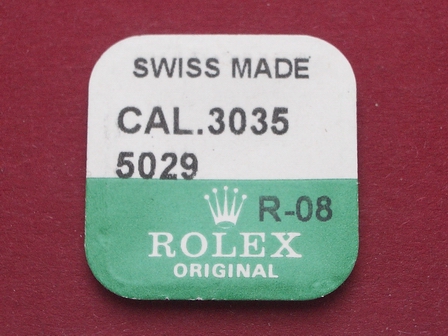 SWISS MADE
CAL.3035
5029
R-08
ROLEX
ORIGINAL